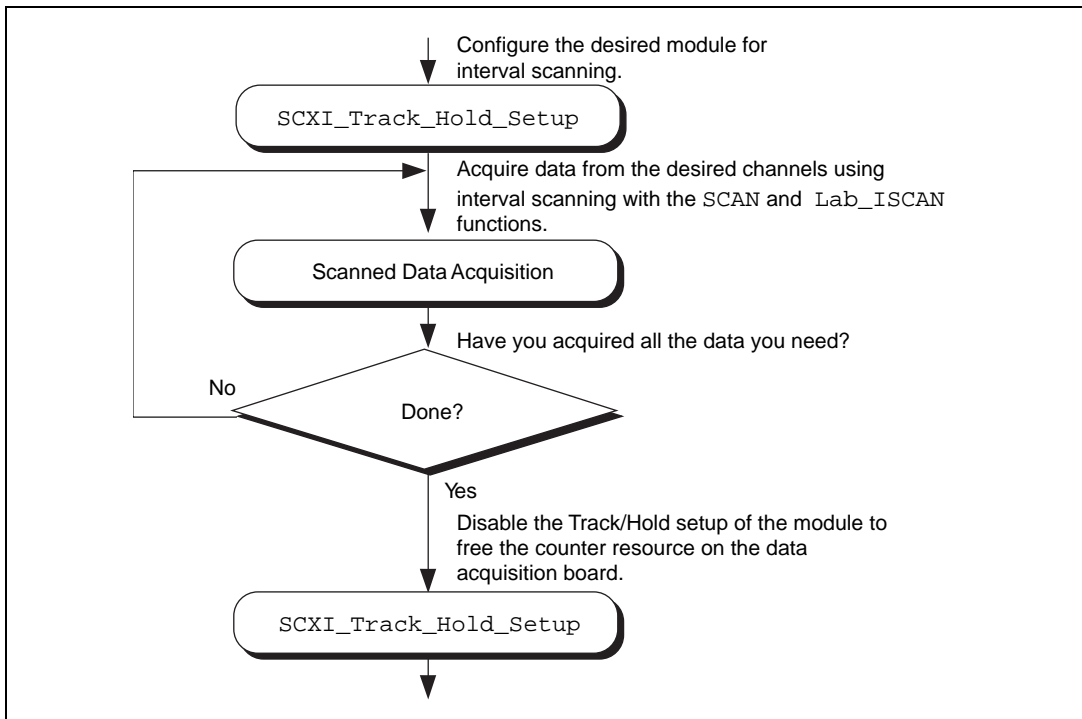 Configure the desired module for
interval scanning.
SCXI_Track_Hold_Setup
Acquire data from the desired channels using
interval scanning with the SCAN and Lab_ISCAN
functions.
Scanned Data Acquisition
Have you acquired all the data you need?
No
Done?
Yes
Disable the Track/Hold setup of the module to
free the counter resource on the data
acquisition board.
SCXI_Track_Hold_Setup